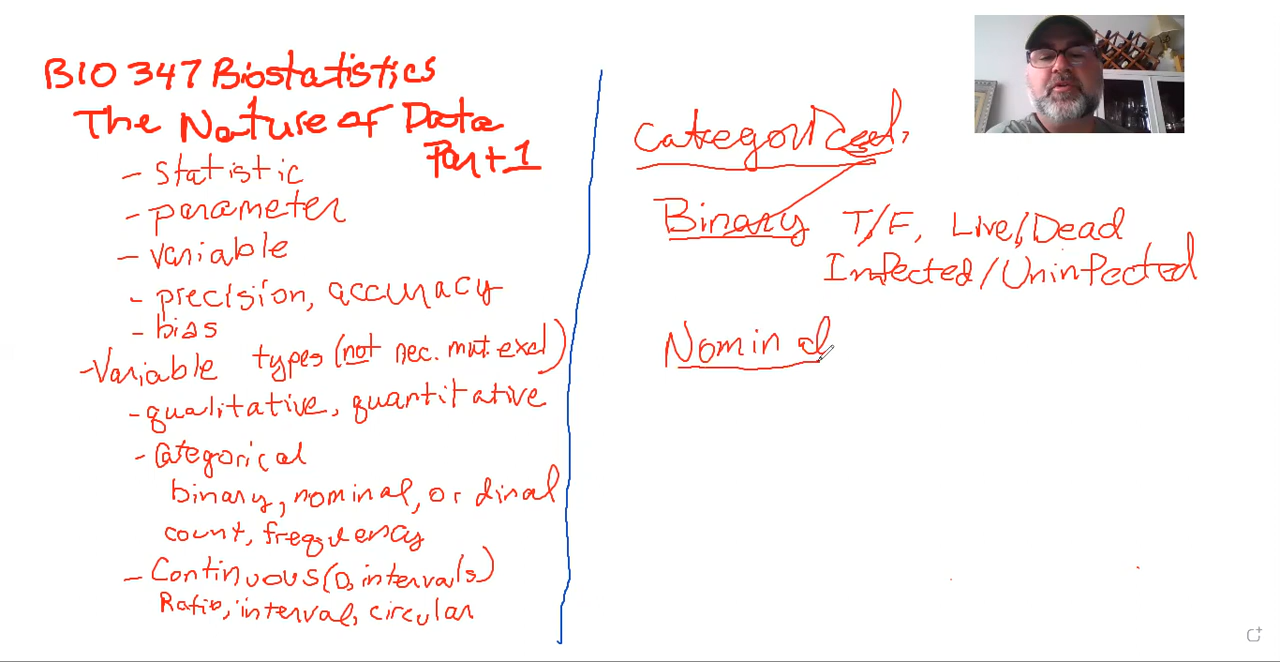 BIO 347 Biostatistics
The Nature of Data
Part 1
- Statistic
- parameter
- variable
- precision, accuracy
- bias
- Variable types (not nec. mut. excl)
- qualitative, quantitative
- Categorical
binary, nominal, ordinal
count, frequency
- Continuous (0, intervals)
Ratio, interval, circular
Categorical
Binary T/F, Live/Dead
Infected/Uninfected
Nominal